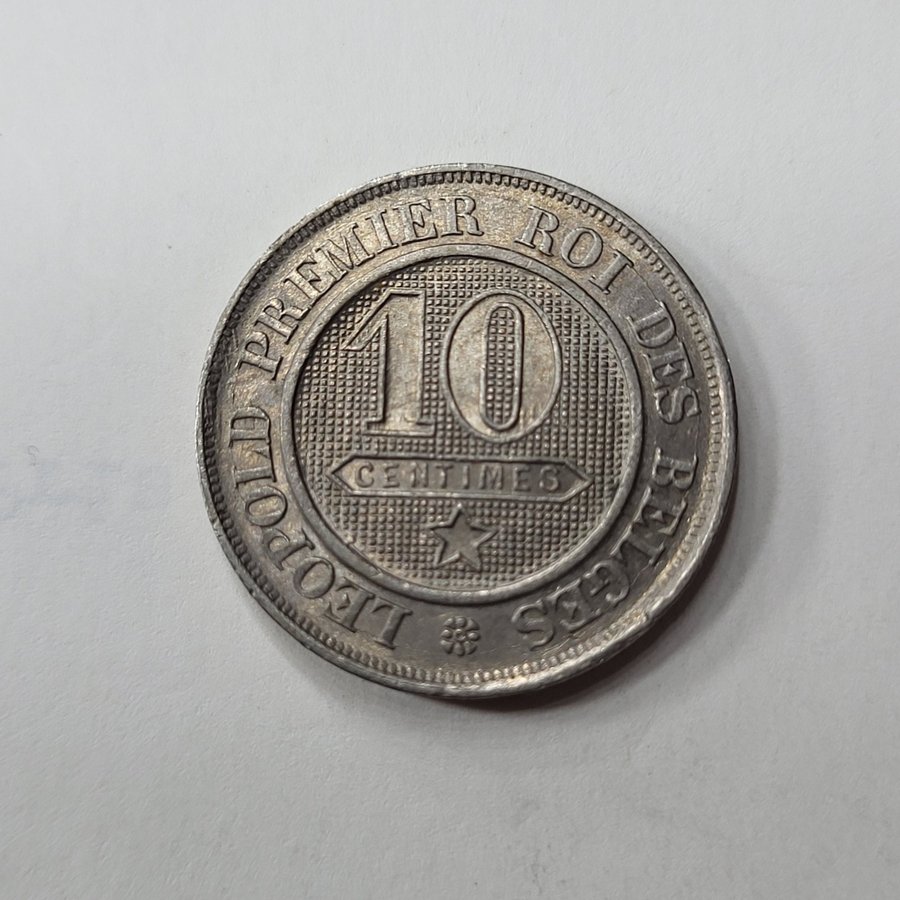 LEOPOLD PREMIER ROI DES BELGES
10
CENTIMES